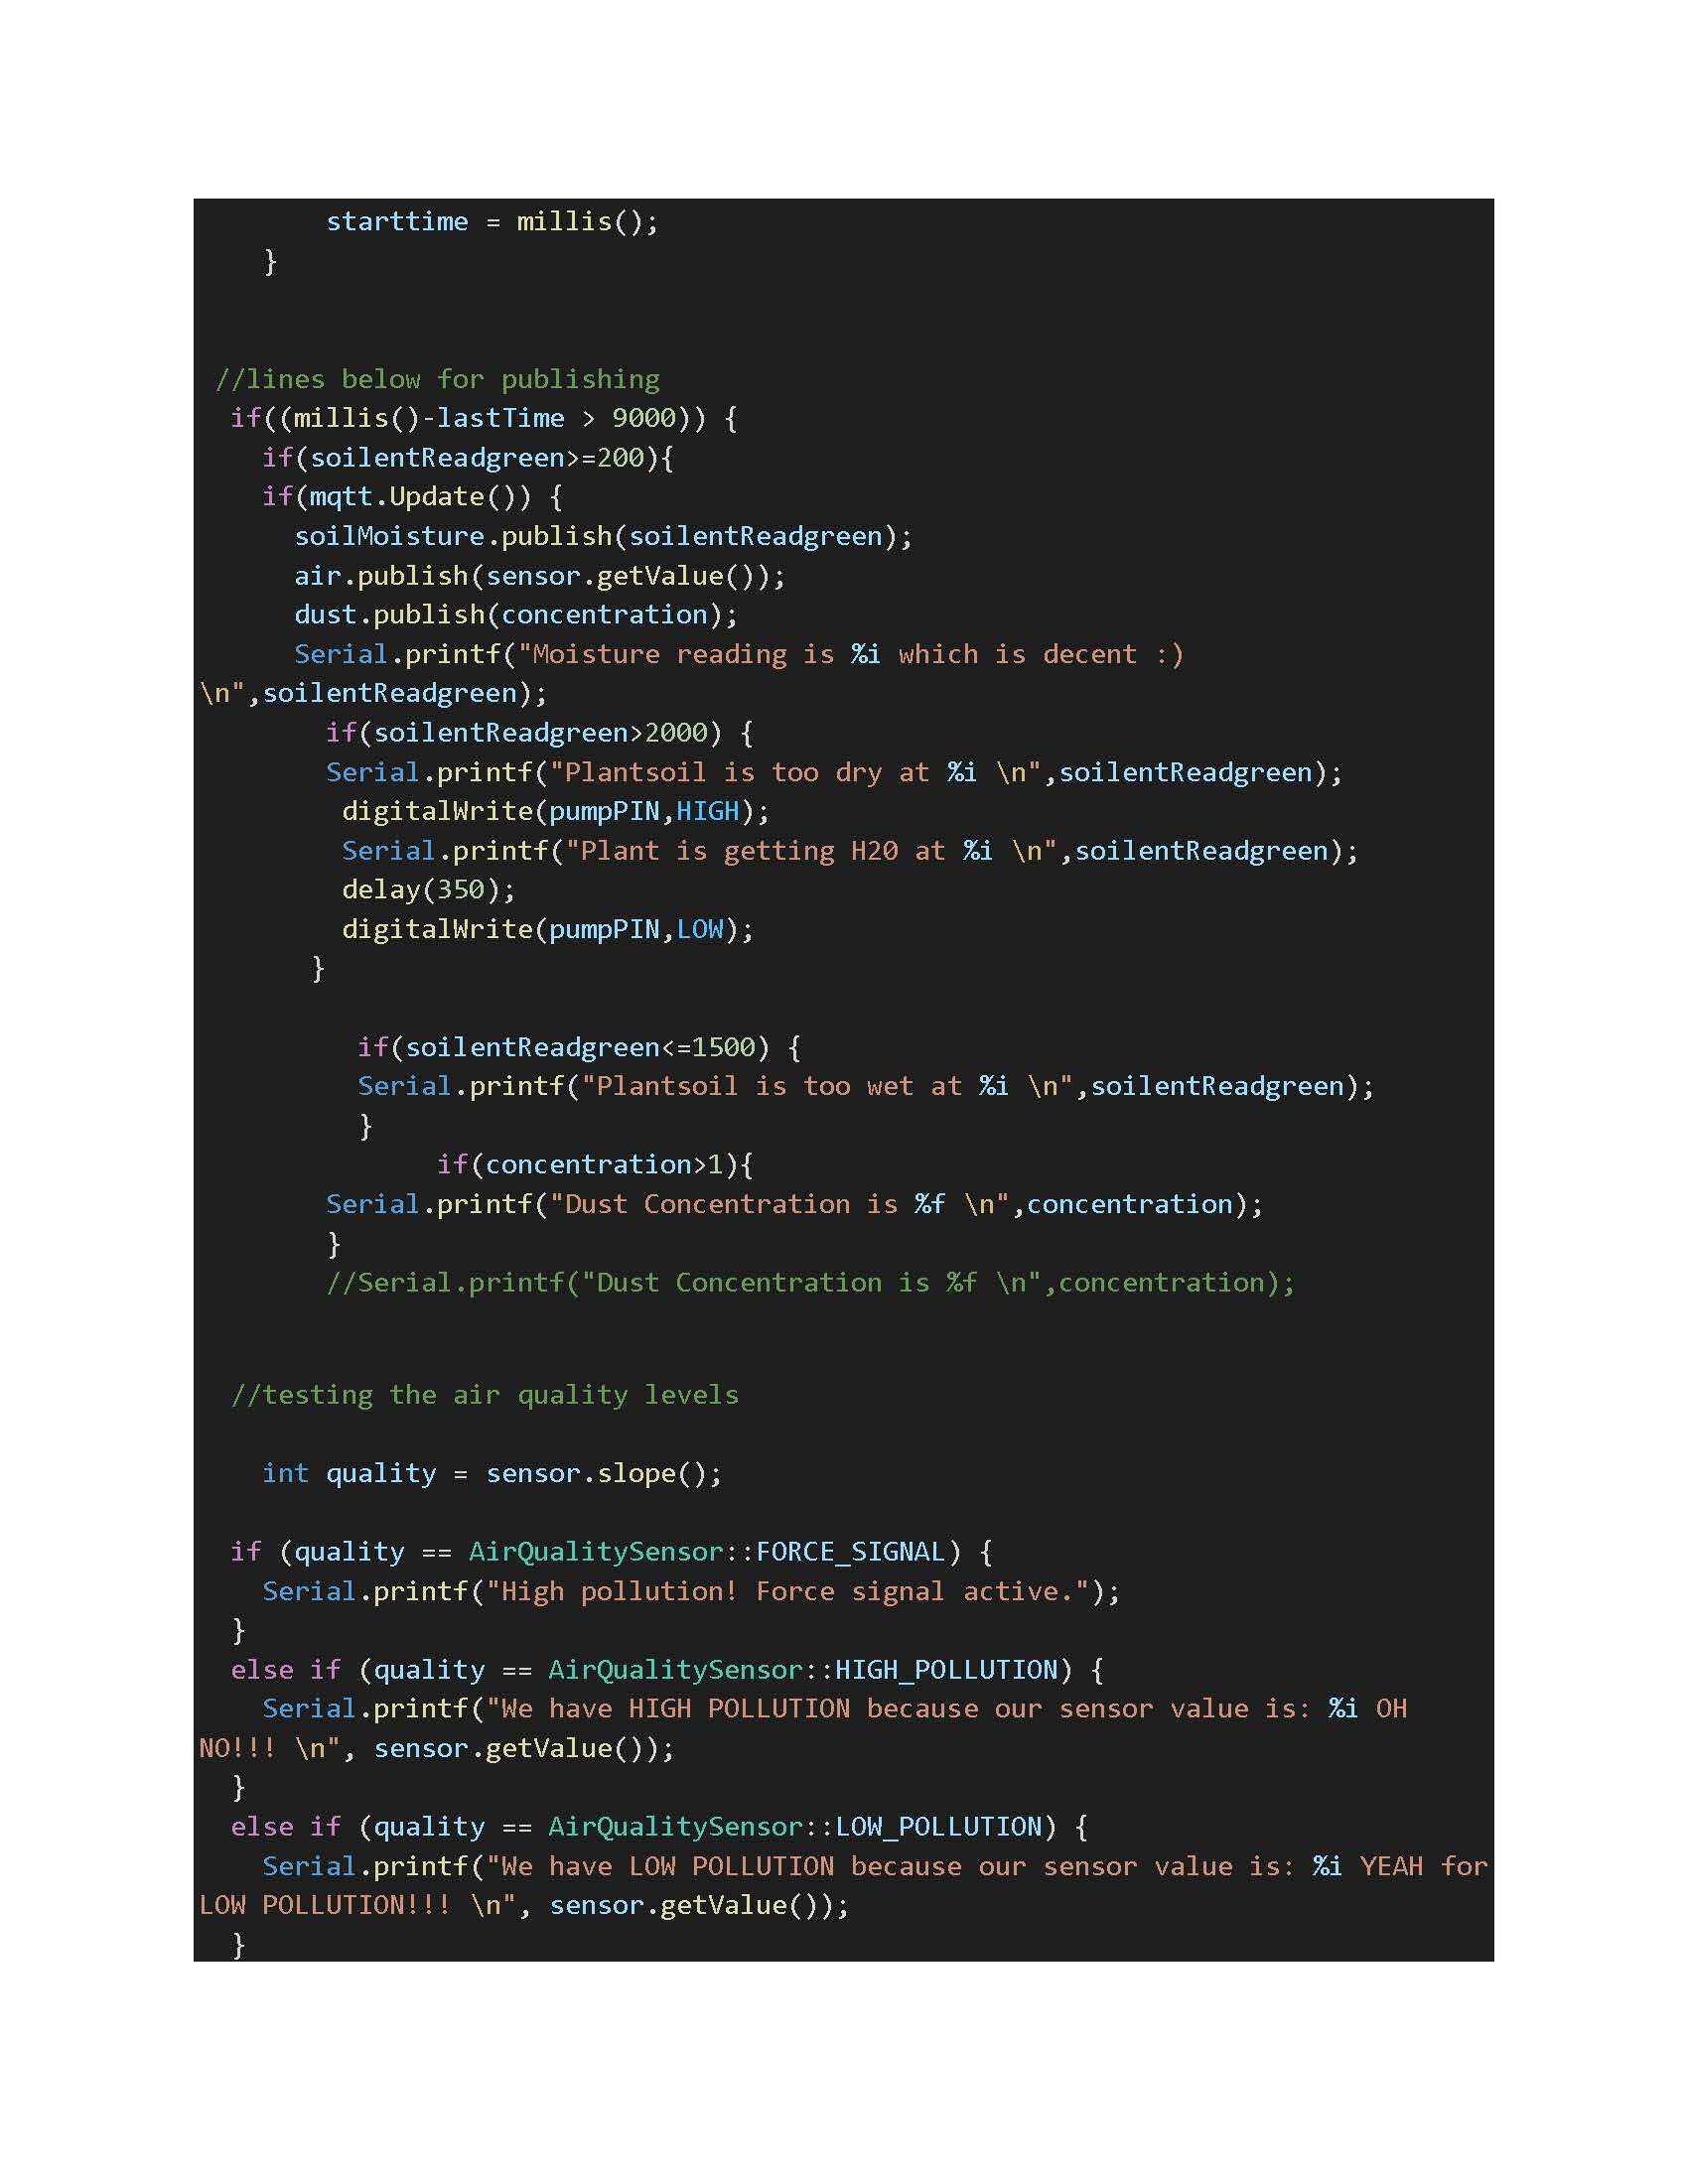 starttime = millis();
}
//lines below for publishing
if((millis()-lastTime > 9000)) {
if(soilentReadgreen>=200){
if(mqtt.Update()) {
soilMoisture.publish(soilentReadgreen);
air.publish(sensor.getValue());
dust.publish(concentration);
Serial.printf("Moisture reading is %i which is decent :)
\n",soilentReadgreen);
if(soilentReadgreen>2000) {
Serial.printf("Plantsoil is too dry at %i \n",soilentReadgreen);
digitalWrite(pumpPIN,HIGH);
Serial.printf("Plant is getting H20 at %i \n",soilentReadgreen);
delay(350);
digitalWrite(pumpPIN,LOW);
}
if(soilentReadgreen<=1500) {
Serial.printf("Plantsoil is too wet at %i \n",soilentReadgreen);
}
if(concentration>1){
Serial.printf("Dust Concentration is %f \n",concentration);
}
//Serial.printf("Dust Concentration is %f \n",concentration);
//testing the air quality levels
int quality = sensor.slope();
if (quality == AirQualitySensor::FORCE_SIGNAL) {
Serial.printf("High pollution! Force signal active.");
}
else if (quality == AirQualitySensor::HIGH_POLLUTION) {
Serial.printf("We have HIGH POLLUTION because our sensor value is: %i OH
NO!!! \n", sensor.getValue());
}
else if (quality == AirQualitySensor::LOW_POLLUTION) {
Serial.printf("We have LOW POLLUTION because our sensor value is: %i YEAH for
LOW POLLUTION!!! \n", sensor.getValue());
}